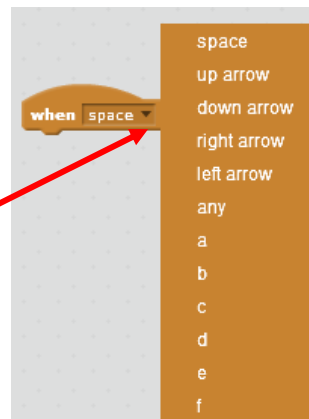 when space
space
up arrow
down arrow
right arrow
left arrow
any
a
b
c
d
e
f